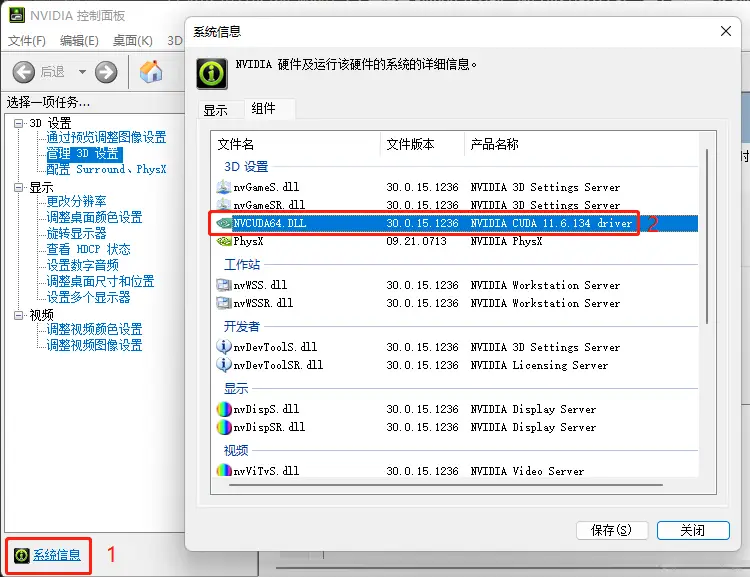 NVIDIA 控制面板
文件(F) 编辑(E) 桌面(K) 3D
后退
选择一项任务...
3D 设置
通过预览调整图像设置
管理 3D 设置
配置 Surround、PhysX
显示
更改分辨率
调整桌面颜色设置
旋转显示器
查看 HDCP 状态
设置数字音频
调整桌面尺寸和位置
设置多个显示器
视频
调整视频颜色设置
调整视频图像设置
系统信息 1
系统信息
NVIDIA 硬件及运行该硬件的系统的详细信息。
显示 组件
文件名 文件版本 产品名称
3D 设置
nvGameS.dll 30.0.15.1236 NVIDIA 3D Settings Server
nvGameSR.dll 30.0.15.1236 NVIDIA 3D Settings Server
NVCUDA64.DLL 30.0.15.1236 NVIDIA CUDA 11.6.134 driver 2
PhysX 09.21.0713 NVIDIA PhysX
工作站
nvWSS.dll 30.0.15.1236 NVIDIA Workstation Server
nvWSSR.dll 30.0.15.1236 NVIDIA Workstation Server
开发者
nvDevToolS.dll 30.0.15.1236 NVIDIA 3D Settings Server
nvDevToolSR.dll 30.0.15.1236 NVIDIA Licensing Server
显示
nvDispS.dll 30.0.15.1236 NVIDIA Display Server
nvDispSR.dll 30.0.15.1236 NVIDIA Display Server
视频
nvViTvS.dll 30.0.15.1236 NVIDIA Video Server
保存(S) 关闭